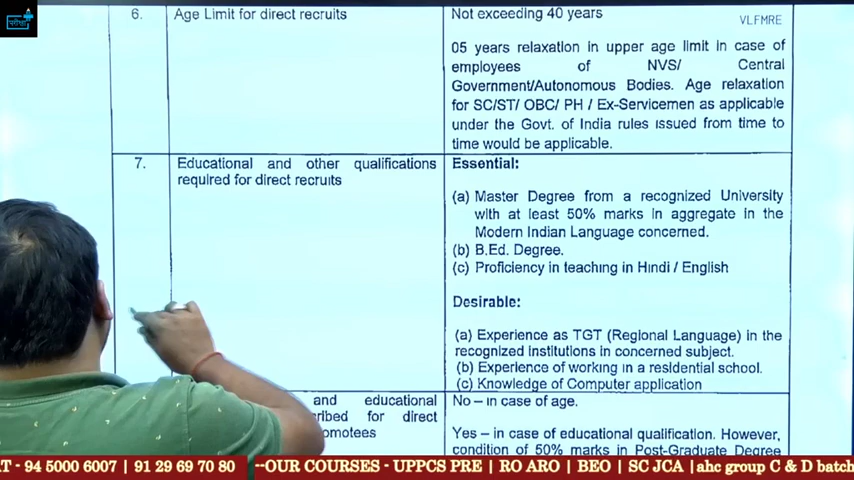 परीक्षा
VLFMRE
6. Age Limit for direct recruits
Not exceeding 40 years
05 years relaxation in upper age limit in case of
employees of NVS/ Central
Government/Autonomous Bodies. Age relaxation
for SC/ST/ OBC/ PH / Ex-Servicemen as applicable
under the Govt. of India rules issued from time to
time would be applicable.
7. Educational and other qualifications
required for direct recruits
Essential:
(a) Master Degree from a recognized University
with at least 50% marks in aggregate in the
Modern Indian Language concerned.
(b) B.Ed. Degree.
(c) Proficiency in teaching in Hindi / English
Desirable:
(a) Experience as TGT (Regional Language) in the
recognized institutions in concerned subject.
(b) Experience of working in a residential school.
(c) Knowledge of Computer application
and educational
ribed for direct
omotees
No – in case of age.
Yes – in case of educational qualification. However,
condition of 50% marks in Post-Graduate Degree
AT - 94 5000 6007 | 91 29 69 70 80 --OUR COURSES - UPPCS PRE | RO ARO | BEO | SC JCA |ahc group C & D batch